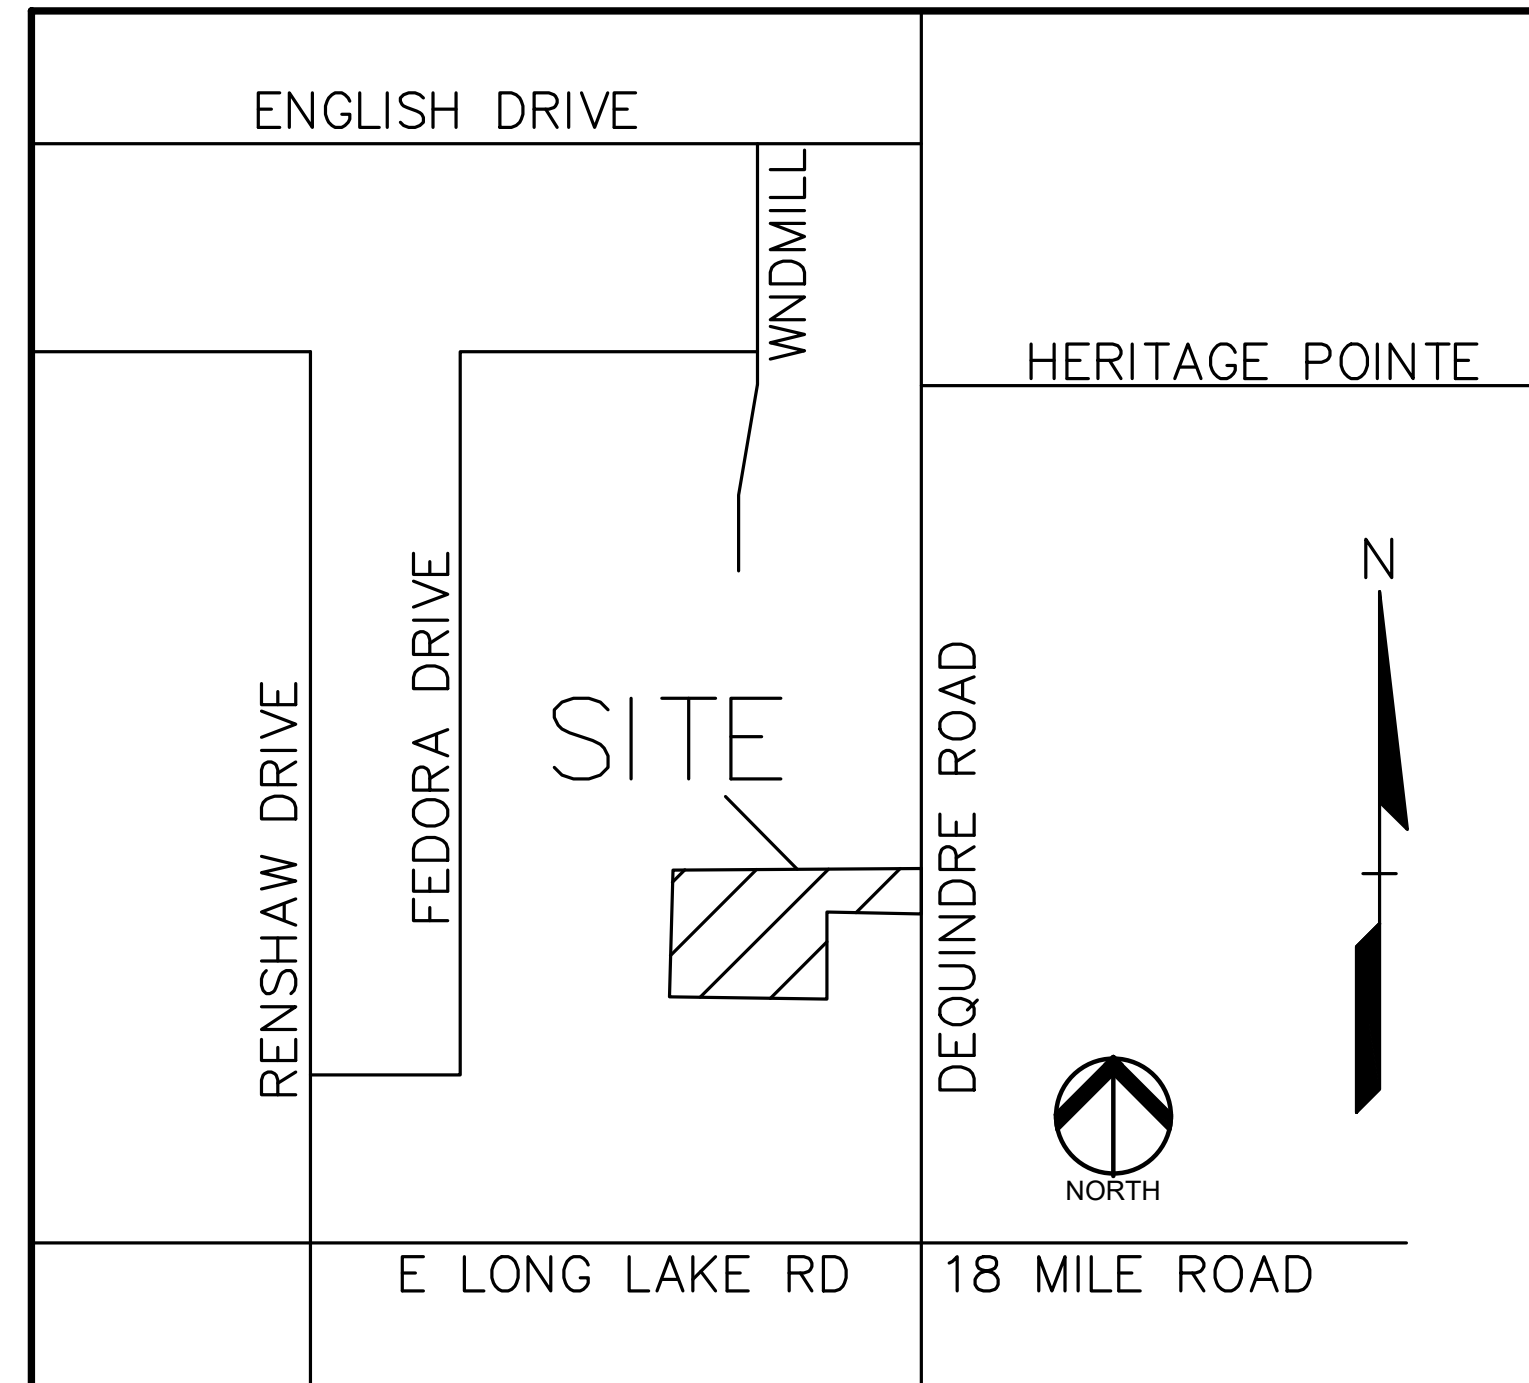 ENGLISH DRIVE
WNDMILL
HERITAGE POINTE
N
FEDORA DRIVE
RENSHAW DRIVE
SITE
DEQUINDRE ROAD
NORTH
E LONG LAKE RD
18 MILE ROAD